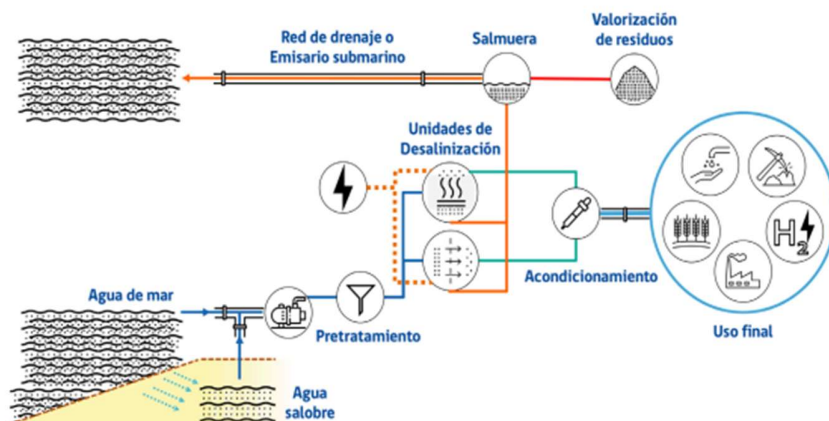 Red de drenaje o
Emisario submarino
Salmuera
Valorización
de residuos
Unidades de
Desalinización
Agua de mar
Pretratamiento
Acondicionamiento
H2
Uso final
Agua
salobre